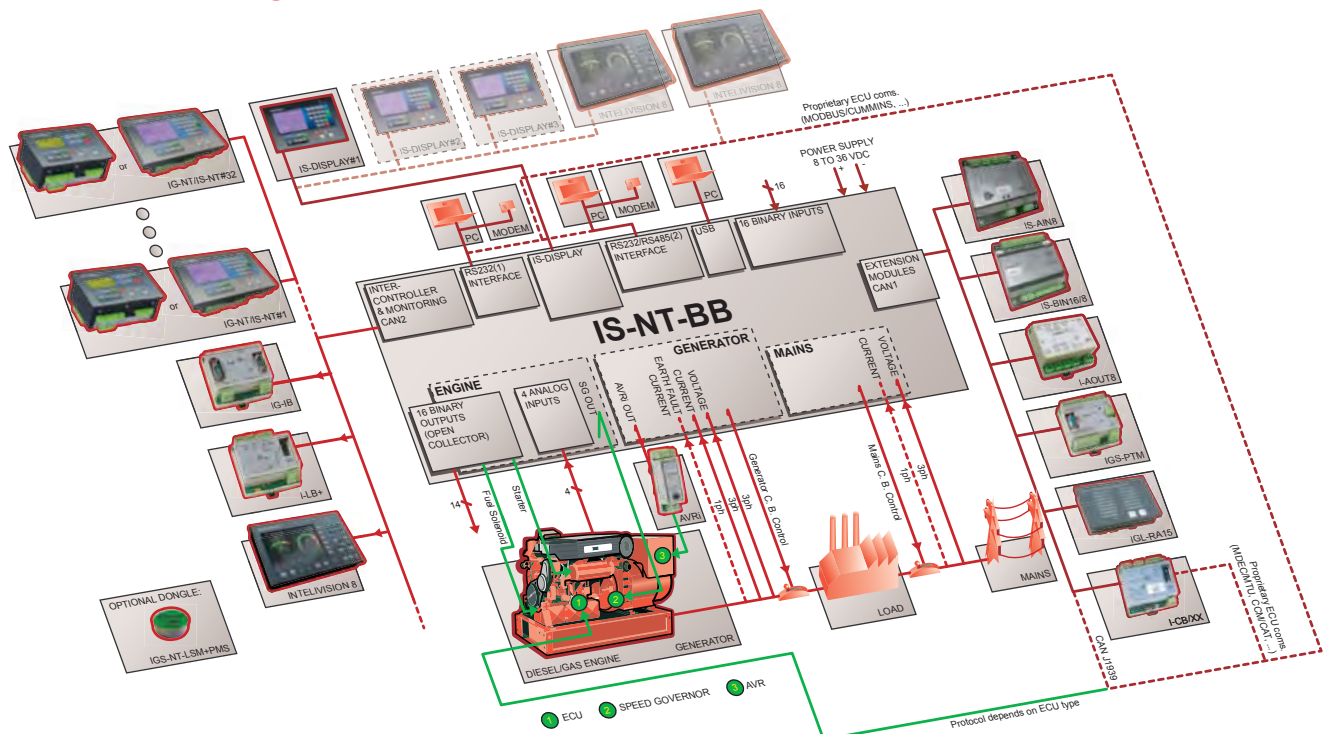 IS-DISPLAY#1
IS-DISPLAY#2
IS-DISPLAY#3
INTELIVISION 8
INTELIVISION 8
Proprietary ECU coms.
(MODBUS/CUMMINS, ...)
POWER SUPPLY
8 TO 36 VDC
+
-
16
or
IG-NT/IS-NT#32
or
IG-NT/IS-NT#1
IG-IB
I-LB+
INTELIVISION 8
OPTIONAL DONGLE:
IGS-NT-LSM+PMS
PC
MODEM
PC
MODEM
PC
INTER-
CONTROLLER
& MONITORING
CAN2
RS232(1)
INTERFACE
IS-DISPLAY
RS232/RS485(2)
INTERFACE
USB
16 BINARY INPUTS
EXTENSION
MODULES
CAN1
IS-NT-BB
ENGINE
16 BINARY
OUTPUTS
(OPEN
COLLECTOR)
4 ANALOG
INPUTS
SG OUT
GENERATOR
AVRi OUT
EARTH FAULT
CURRENT
CURRENT
VOLTAGE
MAINS
CURRENT
VOLTAGE
14
Fuel Solenoid
Starter
4
AVRi
1ph
3ph
3ph
Generator C. B. Control
Mains C. B. Control
1ph
3ph
IS-AIN8
IS-BIN16/8
I-AOUT8
IGS-PTM
IGL-RA15
I-CB/XX
Proprietary ECU coms.
(MDEC/MTU, CCM/CAT, ...)
CAN J1939
MAINS
LOAD
1
2
3
DIESEL/GAS ENGINE
GENERATOR
1 ECU
2 SPEED GOVERNOR
3 AVR
Protocol depends on ECU type